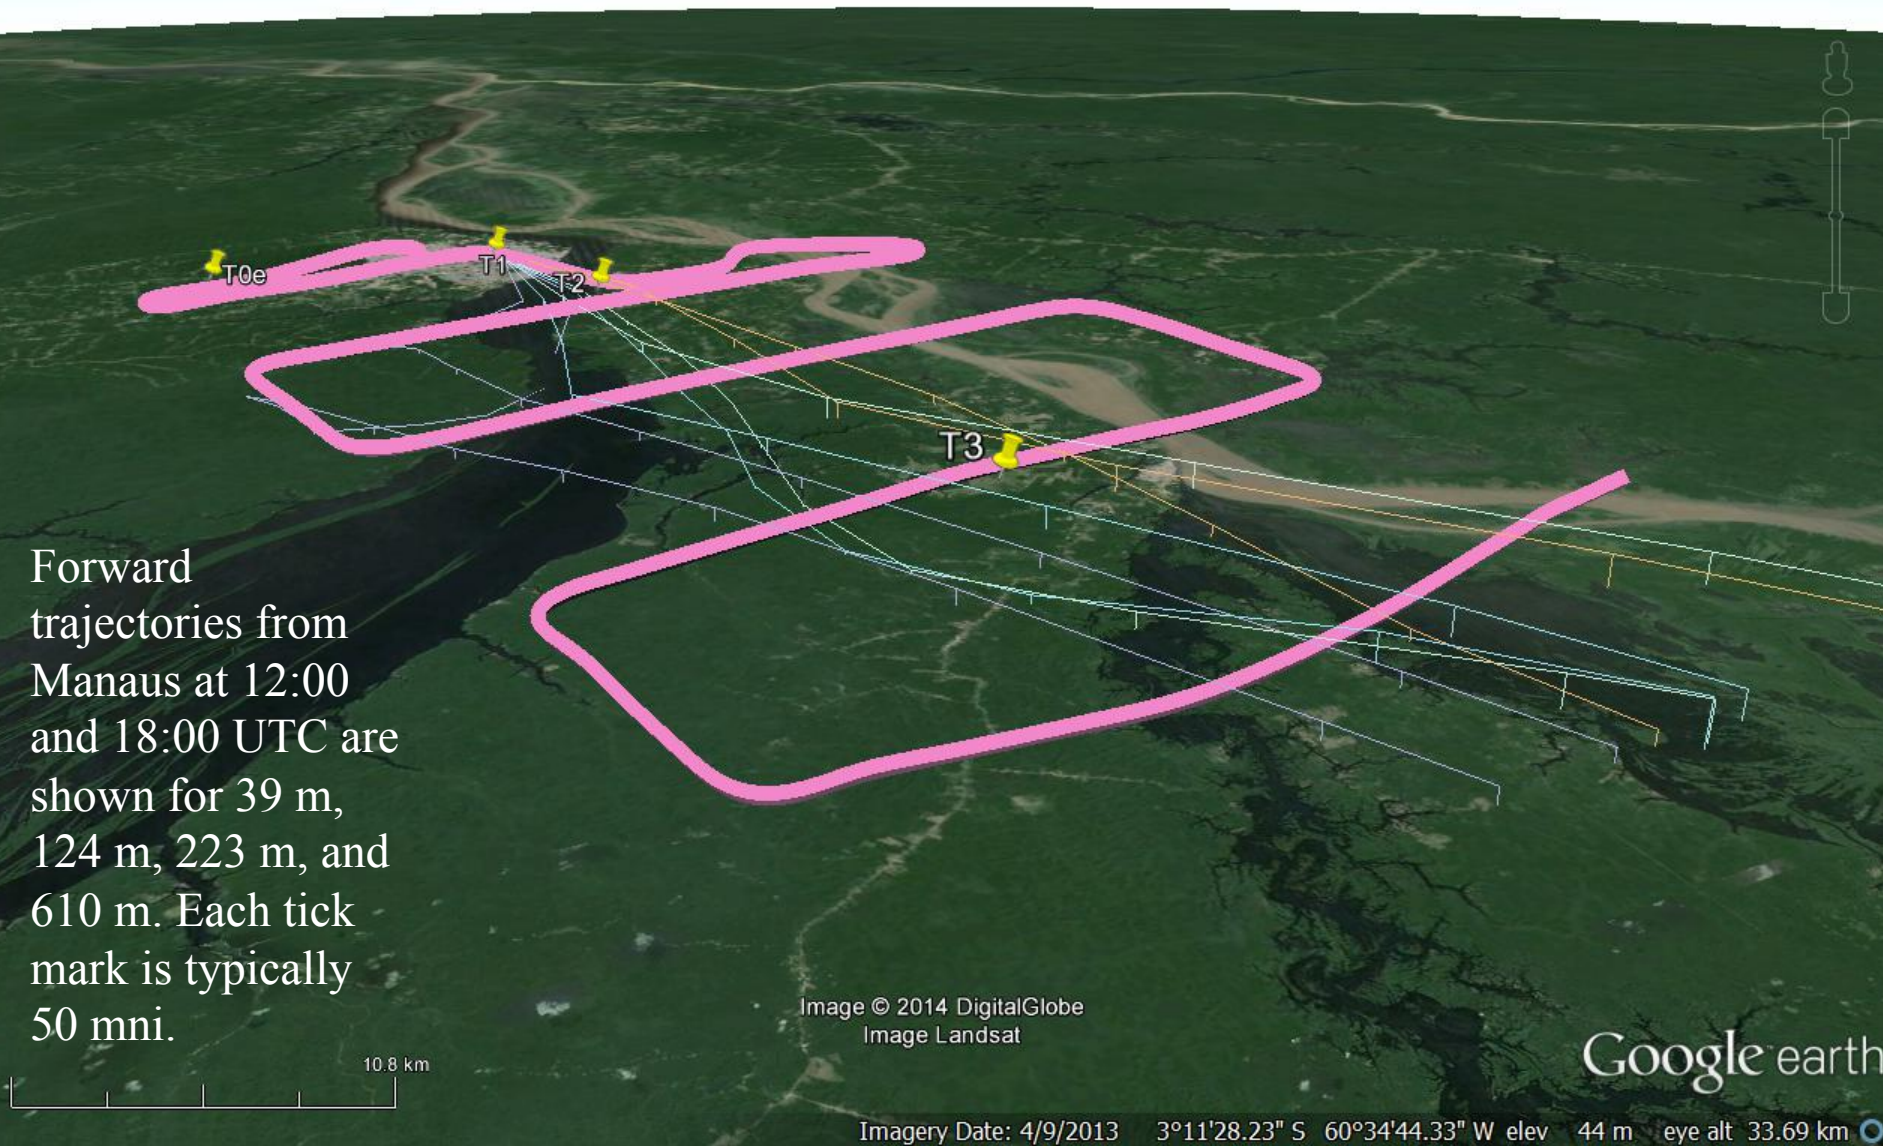 T0e
T1
T2
T3
Forward
trajectories from
Manaus at 12:00
and 18:00 UTC are
shown for 39 m,
124 m, 223 m, and
610 m. Each tick
mark is typically
50 mni.
10.8 km
Image © 2014 DigitalGlobe
Image Landsat
Google earth
Imagery Date: 4/9/2013 3°11'28.23" S 60°34'44.33" W elev 44 m eye alt 33.69 km